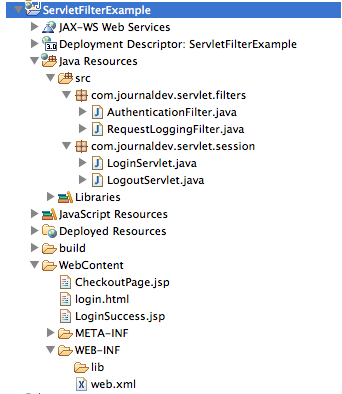 ServletFilterExample
JAX-WS Web Services
Deployment Descriptor: ServletFilterExample
3.0
Java Resources
src
com.journaldev.servlet.filters
AuthenticationFilter.java
RequestLoggingFilter.java
com.journaldev.servlet.session
LoginServlet.java
LogoutServlet.java
Libraries
JavaScript Resources
Deployed Resources
build
WebContent
CheckoutPage.jsp
login.html
LoginSuccess.jsp
META-INF
WEB-INF
lib
web.xml